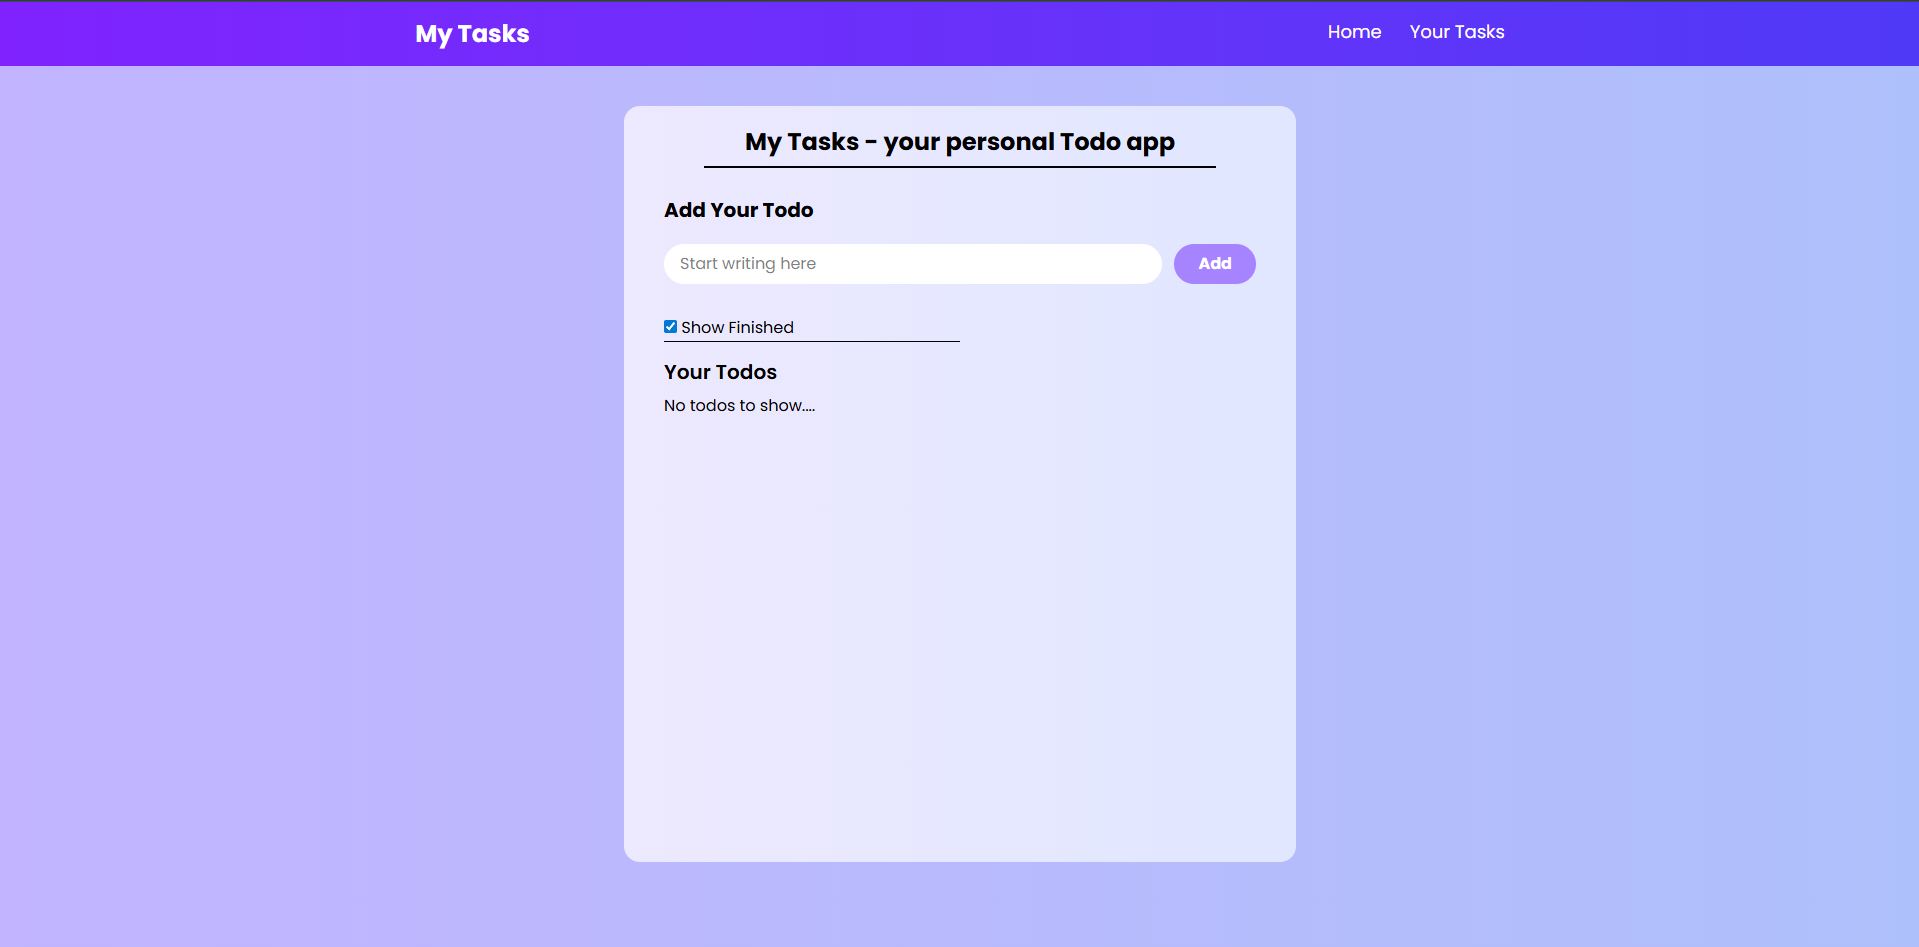 My Tasks Home Your Tasks
My Tasks - your personal Todo app
Add Your Todo
Start writing here Add
Show Finished
Your Todos
No todos to show....